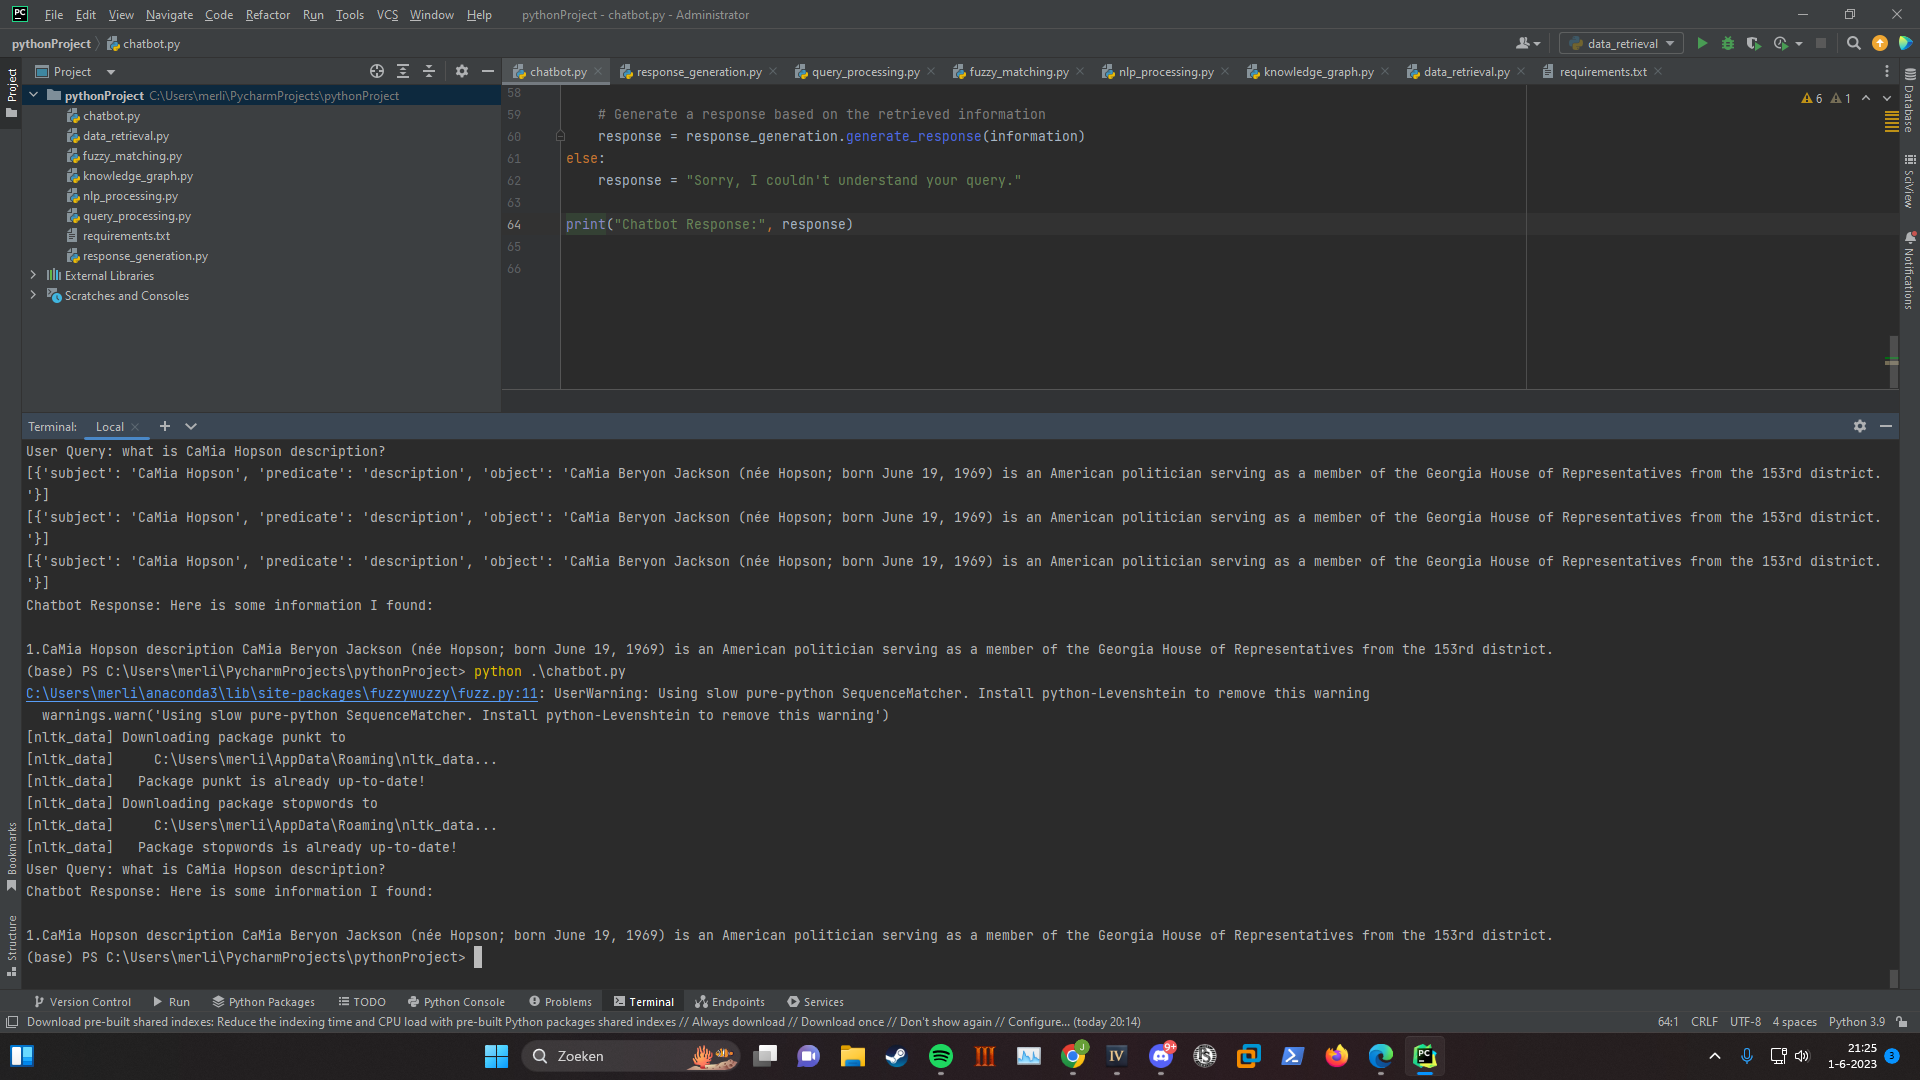 PC File Edit View Navigate Code Refactor Run Tools VCS Window Help pythonProject - chatbot.py - Administrator
pythonProject chatbot.py data_retrieval
Project
chatbot.py response_generation.py query_processing.py fuzzy_matching.py nlp_processing.py knowledge_graph.py data_retrieval.py requirements.txt
Project
pythonProject C:\Users\merli\PycharmProjects\pythonProject
chatbot.py
data_retrieval.py
fuzzy_matching.py
knowledge_graph.py
nlp_processing.py
query_processing.py
requirements.txt
response_generation.py
External Libraries
Scratches and Consoles
58
59 # Generate a response based on the retrieved information
60 response = response_generation.generate_response(information)
61 else:
62 response = "Sorry, I couldn't understand your query."
63
64 print("Chatbot Response:", response)
65
66
6 1
Database
SciView
Notifications
Terminal: Local
User Query: what is CaMia Hopson description?
[{'subject': 'CaMia Hopson', 'predicate': 'description', 'object': 'CaMia Beryon Jackson (née Hopson; born June 19, 1969) is an American politician serving as a member of the Georgia House of Representatives from the 153rd district.
'}]
[{'subject': 'CaMia Hopson', 'predicate': 'description', 'object': 'CaMia Beryon Jackson (née Hopson; born June 19, 1969) is an American politician serving as a member of the Georgia House of Representatives from the 153rd district.
'}]
[{'subject': 'CaMia Hopson', 'predicate': 'description', 'object': 'CaMia Beryon Jackson (née Hopson; born June 19, 1969) is an American politician serving as a member of the Georgia House of Representatives from the 153rd district.
'}]
Chatbot Response: Here is some information I found:
1.CaMia Hopson description CaMia Beryon Jackson (née Hopson; born June 19, 1969) is an American politician serving as a member of the Georgia House of Representatives from the 153rd district.
(base) PS C:\Users\merli\PycharmProjects\pythonProject> python .\chatbot.py
C:\Users\merli\anaconda3\lib\site-packages\fuzzywuzzy\fuzz.py:11: UserWarning: Using slow pure-python SequenceMatcher. Install python-Levenshtein to remove this warning
warnings.warn('Using slow pure-python SequenceMatcher. Install python-Levenshtein to remove this warning')
[nltk_data] Downloading package punkt to
[nltk_data] C:\Users\merli\AppData\Roaming\nltk_data...
[nltk_data] Package punkt is already up-to-date!
[nltk_data] Downloading package stopwords to
[nltk_data] C:\Users\merli\AppData\Roaming\nltk_data...
[nltk_data] Package stopwords is already up-to-date!
User Query: what is CaMia Hopson description?
Chatbot Response: Here is some information I found:
1.CaMia Hopson description CaMia Beryon Jackson (née Hopson; born June 19, 1969) is an American politician serving as a member of the Georgia House of Representatives from the 153rd district.
(base) PS C:\Users\merli\PycharmProjects\pythonProject>
Bookmarks
Structure
Version Control Run Python Packages TODO Python Console Problems Terminal Endpoints Services
Download pre-built shared indexes: Reduce the indexing time and CPU load with pre-built Python packages shared indexes // Always download // Download once // Don't show again // Configure... (today 20:14) 64:1 CRLF UTF-8 4 spaces Python 3.9
Zoeken
J
IV
9+
PC
21:25
1-6-2023
3